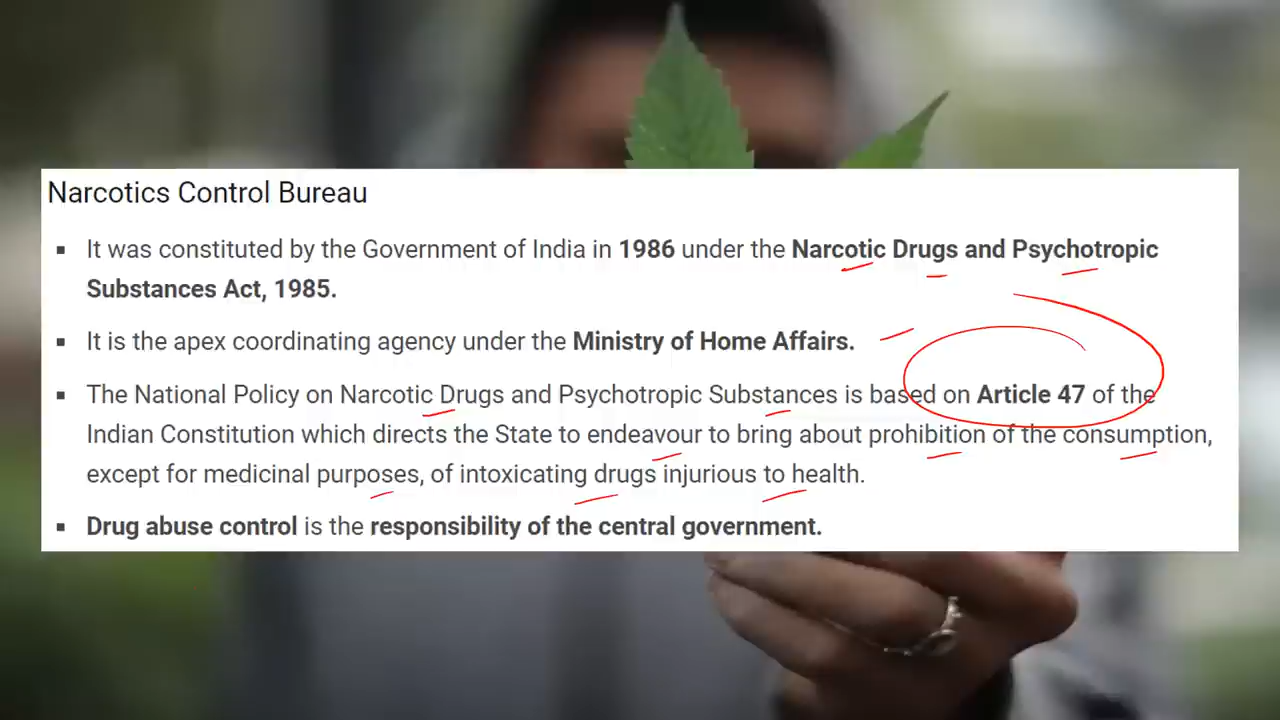 Narcotics Control Bureau
▪ It was constituted by the Government of India in 1986 under the Narcotic Drugs and Psychotropic
Substances Act, 1985.
▪ It is the apex coordinating agency under the Ministry of Home Affairs.
▪ The National Policy on Narcotic Drugs and Psychotropic Substances is based on Article 47 of the
Indian Constitution which directs the State to endeavour to bring about prohibition of the consumption,
except for medicinal purposes, of intoxicating drugs injurious to health.
▪ Drug abuse control is the responsibility of the central government.